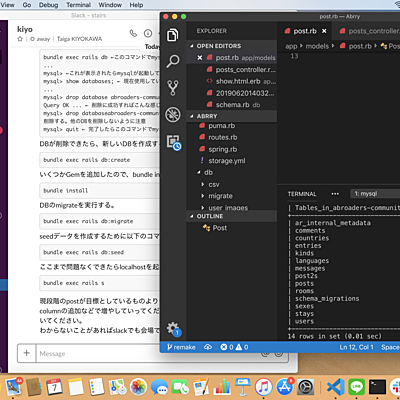 View Go Debug Terminal Window Help
Slack - stairs
kiyo
away Taiga KIYOKAWA
Today
bundle exec rails db ←このコマンドでmy
...
mysql> ←これが表示されたらmysqlが起動して
mysql> show databases; ← 現在使用してい
...
mysql> drop database abroaders-commun
Query OK ... ← 削除に成功すればこんな感じ
mysql> drop databaseabroaders-communi
削除する。他のDBを削除しないように注意
mysql> quit ← 完了したらこのコマンドでmy
DBが削除できたら、新しいDBを作成す
bundle exec rails db:create
いくつかGemを追加したので、bundle in
bundle install
DBのmigrateを実行する。
bundle exec rails db:migrate
seedデータを作成するために以下のコマ
bundle exec rails db:seed
ここまで問題なくできたらlocalhostを起
bundle exec rails s
現段階のpostが目標としているものより
columnの追加などで増やしていってくだ
いてください。
わからないことがあればslackでも会場で
Message
post.rb — Abrry
EXPLORER
OPEN EDITORS
post.rb app/models
posts_controller.r...
show.html.erb app...
2019062014032...
schema.rb db
ABRRY
puma.rb
routes.rb
spring.rb
storage.yml
db
csv
migrate
user_images
OUTLINE
Post
post.rb
posts_controller
app › models › post.rb › Pos
13
TERMINAL ... 1: mysql
| Tables_in_abroaders-communit
| ar_internal_metadata
| comments
| countries
| entries
| kinds
| languages
| messages
| post2s
| posts
| rooms
| schema_migrations
| sexes
| stays
| users
14 rows in set (0.01 sec)
remake 0 0 Ln 12, Col 1 Space